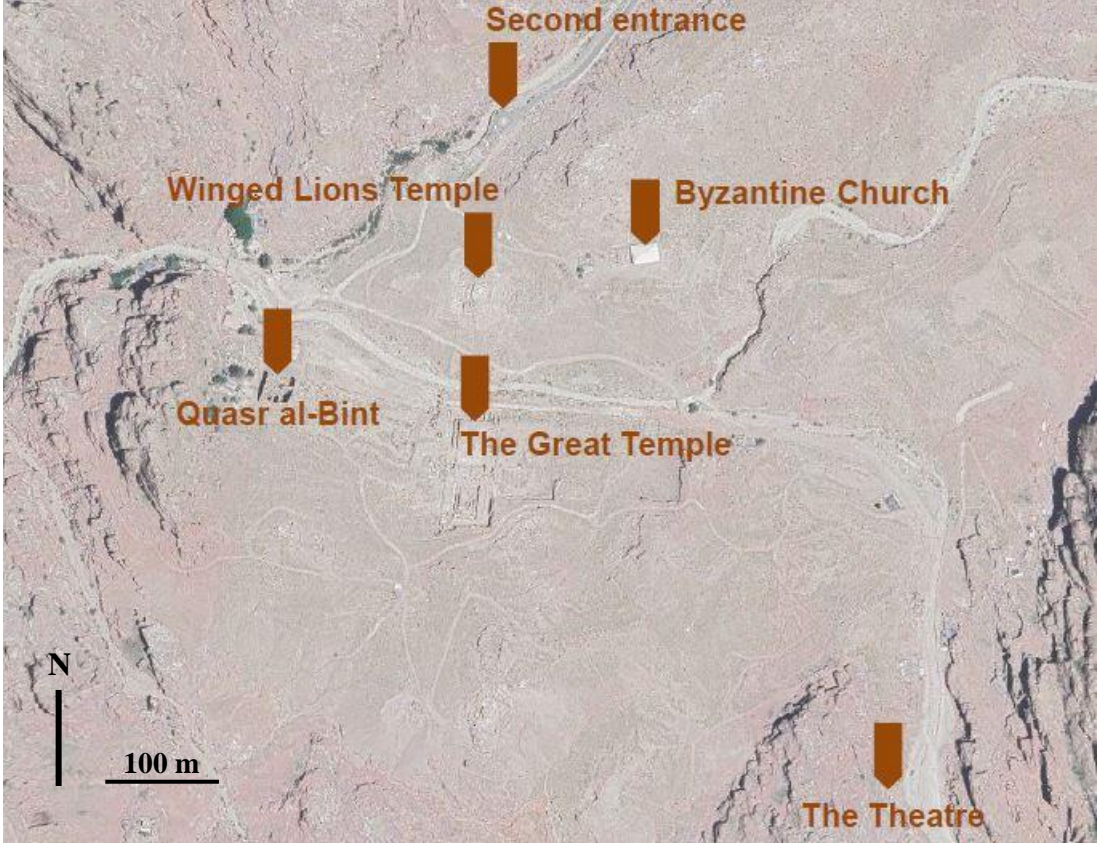 Second entrance
Winged Lions Temple
Byzantine Church
Quasr al-Bint
The Great Temple
N
100 m
The Theatre